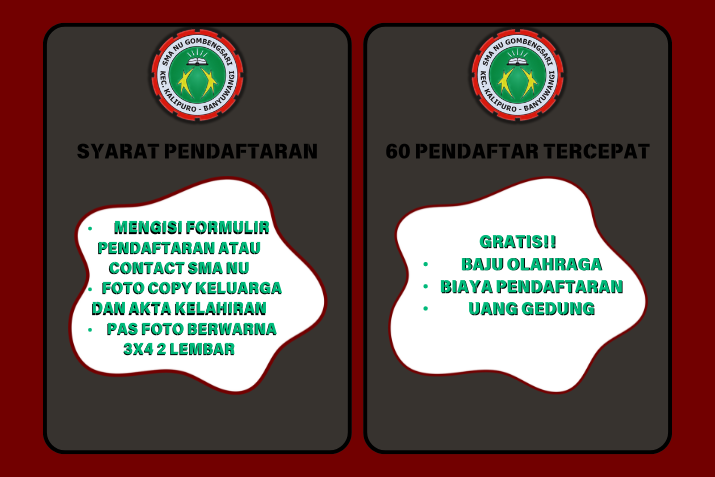 SMA NU GOMBENGSARI
KEC. KALIPURO - BANYUWANGI
SYARAT PENDAFTARAN
• MENGISI FORMULIR
PENDAFTARAN ATAU
CONTACT SMA NU
• FOTO COPY KELUARGA
DAN AKTA KELAHIRAN
• PAS FOTO BERWARNA
3X4 2 LEMBAR
SMA NU GOMBENGSARI
KEC. KALIPURO - BANYUWANGI
60 PENDAFTAR TERCEPAT
GRATIS!!
• BAJU OLAHRAGA
• BIAYA PENDAFTARAN
• UANG GEDUNG